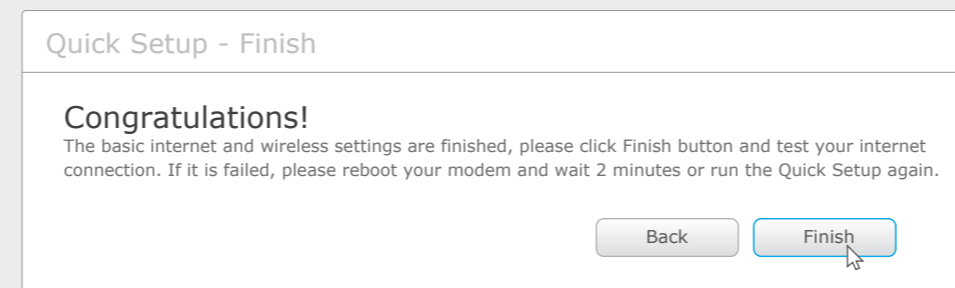 Quick Setup - Finish
Congratulations!
The basic internet and wireless settings are finished, please click Finish button and test your internet
connection. If it is failed, please reboot your modem and wait 2 minutes or run the Quick Setup again.
Back Finish